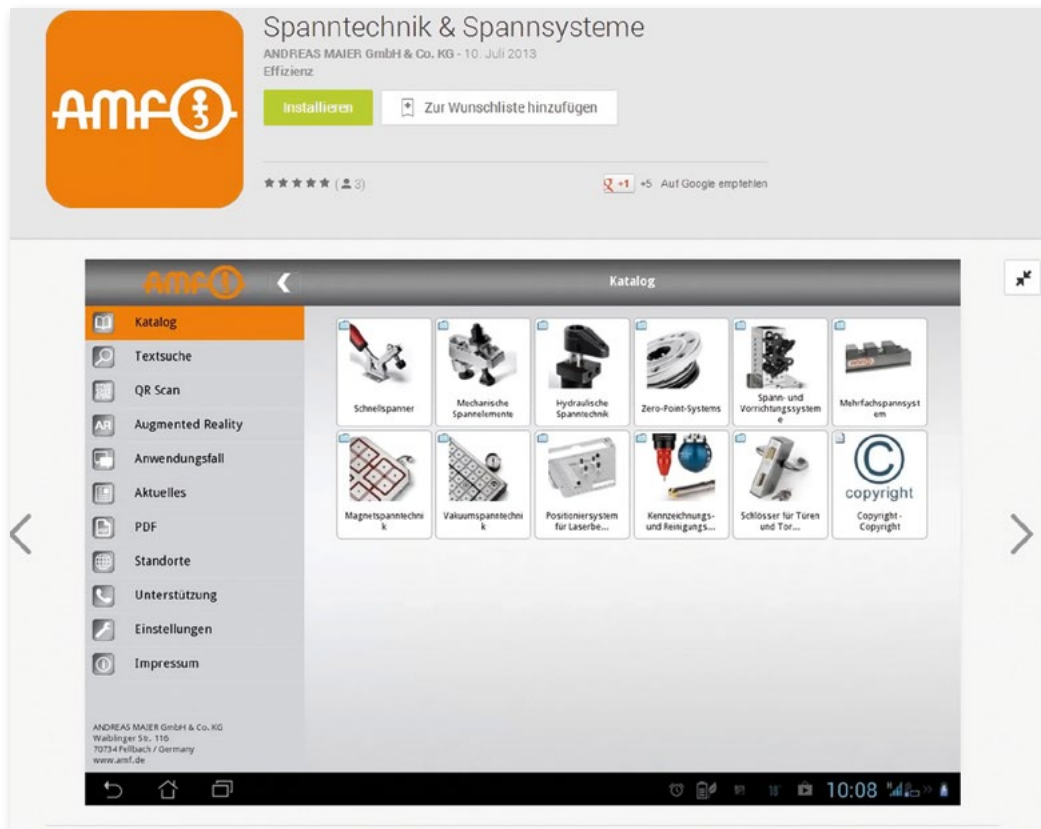 Spanntechnik & Spannsysteme
ANDREAS MAIER GmbH & Co. KG - 10. Juli 2013
Effizienz
AMF
Installieren
Zur Wunschliste hinzufügen
(3)
+1 +5 Auf Google empfehlen
AMF
Katalog
Katalog
Textsuche
QR Scan
AR Augmented Reality
Anwendungsfall
Aktuelles
PDF
Standorte
Unterstützung
Einstellungen
Impressum
Schnellspanner
Mechanische
Spannelemente
Hydraulische
Spanntechnik
Zero-Point-Systems
Spann- und
Vorrichtungssystem
e
Mehrfachspannsyst
em
Magnetspanntechni
k
Vakuumspanntechni
k
Positioniersystem
für Laserbe...
Kennzeichnungs-
und Reinigungs...
Schlösser für Türen
und Tor...
copyright
Copyright -
Copyright
ANDREAS MAIER GmbH & Co. KG
Waiblinger Str. 116
70734 Fellbach / Germany
www.amf.de
10:08